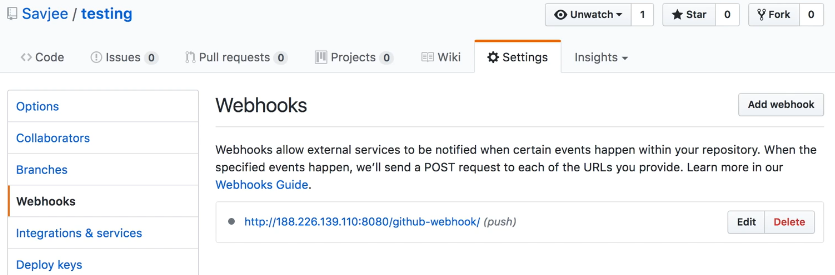 Savjee / testing
Unwatch 1 Star 0 Fork 0
Code Issues 0 Pull requests 0 Projects 0 Wiki Settings Insights
Options
Collaborators
Branches
Webhooks
Integrations & services
Deploy keys
Webhooks
Add webhook
Webhooks allow external services to be notified when certain events happen within your repository. When the
specified events happen, we’ll send a POST request to each of the URLs you provide. Learn more in our
Webhooks Guide.
http://188.226.139.110:8080/github-webhook/ (push)
Edit Delete